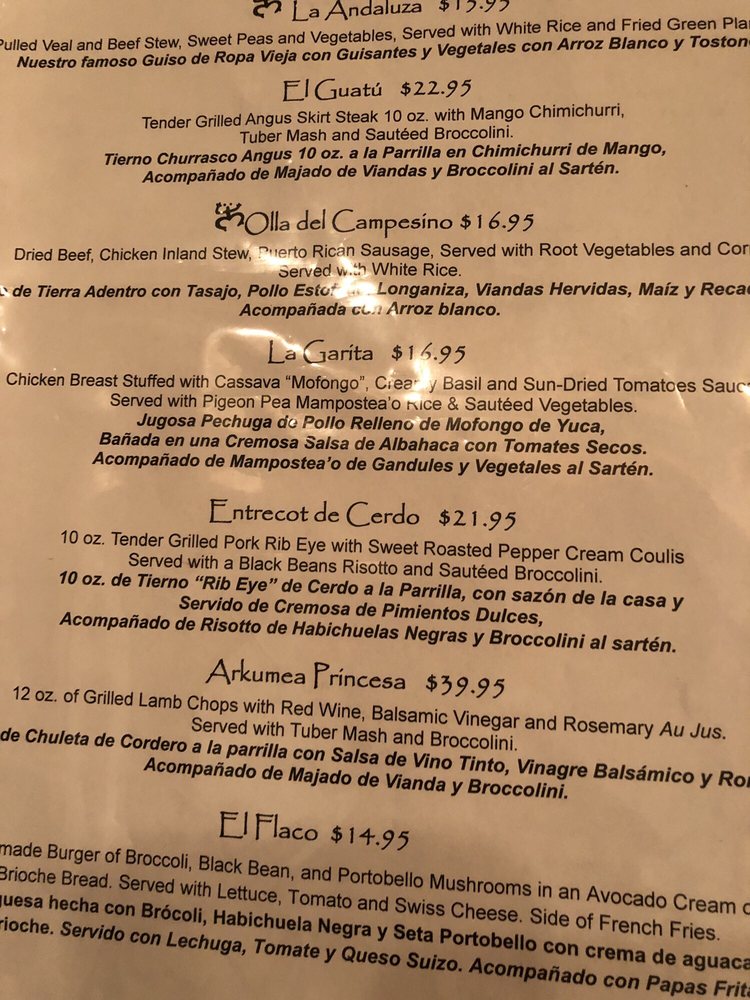 La Andaluza $15.95
Pulled Veal and Beef Stew, Sweet Peas and Vegetables, Served with White Rice and Fried Green Pla
Nuestro famoso Guiso de Ropa Vieja con Guisantes y Vegetales con Arroz Blanco y Toston
El Guatú $22.95
Tender Grilled Angus Skirt Steak 10 oz. with Mango Chimichurri,
Tuber Mash and Sautéed Broccolini.
Tierno Churrasco Angus 10 oz. a la Parrilla en Chimichurri de Mango,
Acompañado de Majado de Viandas y Broccolini al Sartén.
Olla del Campesino $16.95
Dried Beef, Chicken Inland Stew, Puerto Rican Sausage, Served with Root Vegetables and Cor
Served with White Rice.
de Tierra Adentro con Tasajo, Pollo Longaniza, Viandas Hervidas, Maíz y Reca
Acompañada con Arroz blanco.
La Garita $16.95
Chicken Breast Stuffed with Cassava "Mofongo", Creamy Basil and Sun-Dried Tomatoes Sauc
Served with Pigeon Pea Mampostea'o Rice & Sautéed Vegetables.
Jugosa Pechuga de Pollo Relleno de Mofongo de Yuca,
Bañada en una Cremosa Salsa de Albahaca con Tomates Secos.
Acompañado de Mampostea'o de Gandules y Vegetales al Sartén.
Entrecot de Cerdo $21.95
10 oz. Tender Grilled Pork Rib Eye with Sweet Roasted Pepper Cream Coulis
Served with a Black Beans Risotto and Sautéed Broccolini.
10 oz. de Tierno "Rib Eye" de Cerdo a la Parrilla, con sazón de la casa y
Servido de Cremosa de Pimientos Dulces,
Acompañado de Risotto de Habichuelas Negras y Broccolini al sartén.
Arkumea Princesa $39.95
12 oz. of Grilled Lamb Chops with Red Wine, Balsamic Vinegar and Rosemary Au Jus.
Served with Tuber Mash and Broccolini.
de Chuleta de Cordero a la parrilla con Salsa de Vino Tinto, Vinagre Balsámico y Ro
Acompañado de Majado de Vianda y Broccolini.
El Flaco $14.95
made Burger of Broccoli, Black Bean, and Portobello Mushrooms in an Avocado Cream
Brioche Bread. Served with Lettuce, Tomato and Swiss Cheese. Side of French Fries.
guesa hecha con Brócoli, Habichuela Negra y Seta Portobello con crema de aguaca
rioche. Servido con Lechuga, Tomate y Queso Suizo. Acompañado con Papas Frit